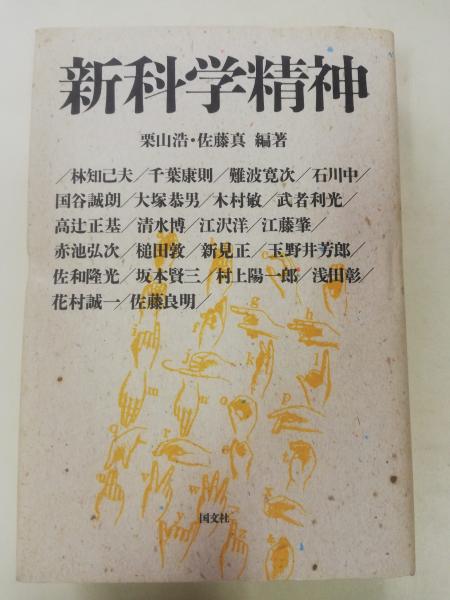 新科学精神
栗山浩・佐藤真 編著
／林知己夫／千葉康則／難波寛次／石川中／
国谷誠朗／大塚恭男／木村敏／武者利光／
高辻正基／清水博／江沢洋／江藤肇／
赤池弘次／槌田敦／新見正／玉野井芳郎／
佐和隆光／坂本賢三／村上陽一郎／浅田彰／
花村誠一／佐藤良明／
f g h
j k l
m n o p
q r
w
y z
&
国文社